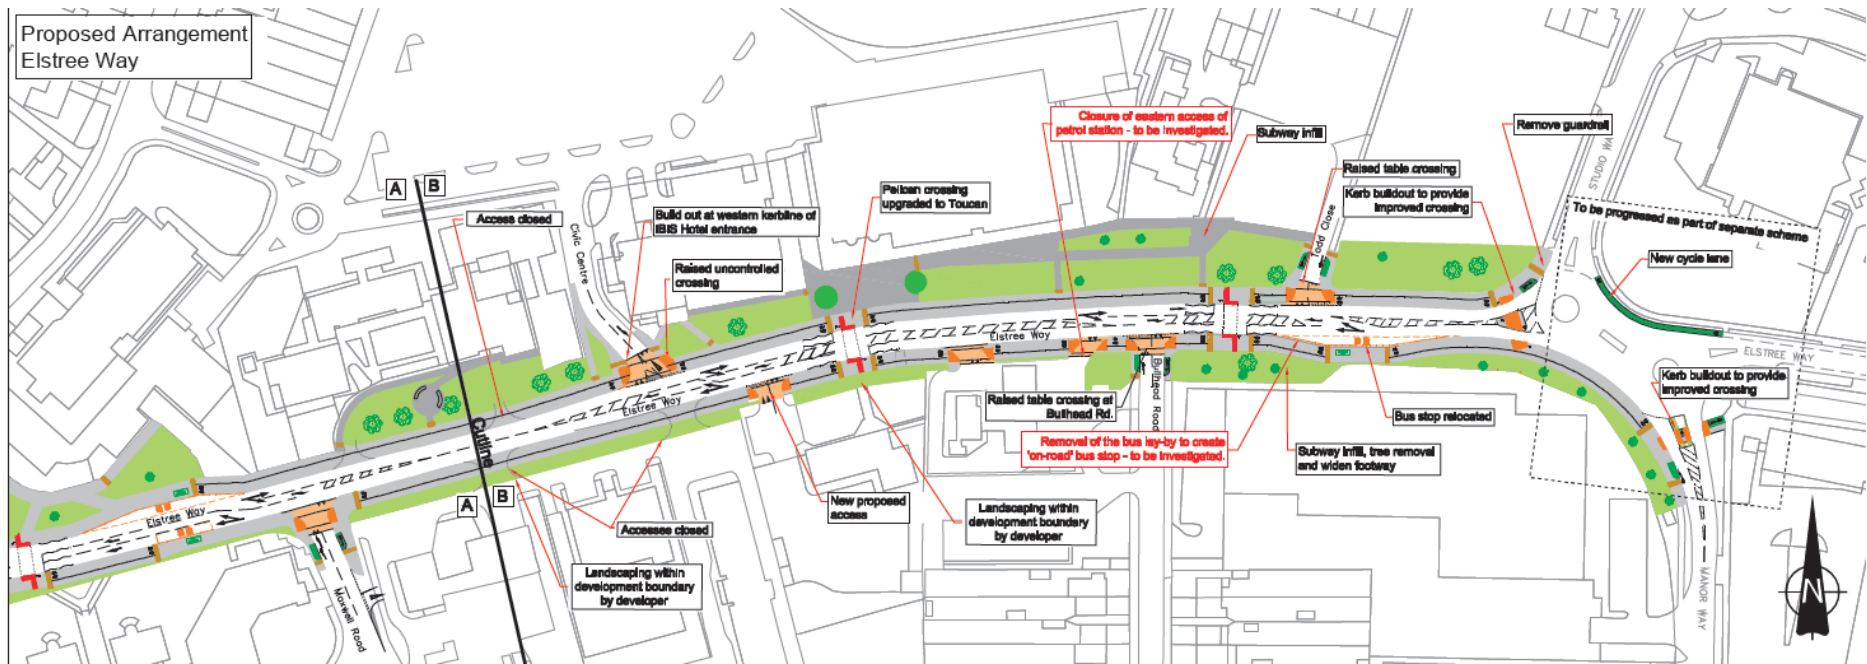 Proposed Arrangement
Elstree Way
A
B
Access closed
Civic Centre
Build out at western kerbline of
IBIS Hotel entrance
Raised uncontrolled
crossing
Pelican crossing
upgraded to Toucan
Closure of eastern access of
petrol station - to be investigated.
Subway infill
Todd Close
Raised table crossing
Kerb buildout to provide
improved crossing
Remove guardrail
STUDIO WAY
To be progressed as part of separate scheme
New cycle lane
ELSTREE WAY
Kerb buildout to provide
improved crossing
Elstree Way
Elstree Way
Elstree Way
Cutline
A
B
Maxwell Road
Landscaping within
development boundary
by developer
Accesses closed
New proposed
access
Landscaping within
development boundary
by developer
Raised table crossing at
Bullhead Rd.
Bullhead Road
Removal of the bus lay-by to create
'on-road' bus stop - to be investigated.
Subway infill, tree removal
and widen footway
Bus stop relocated
MANOR WAY
N